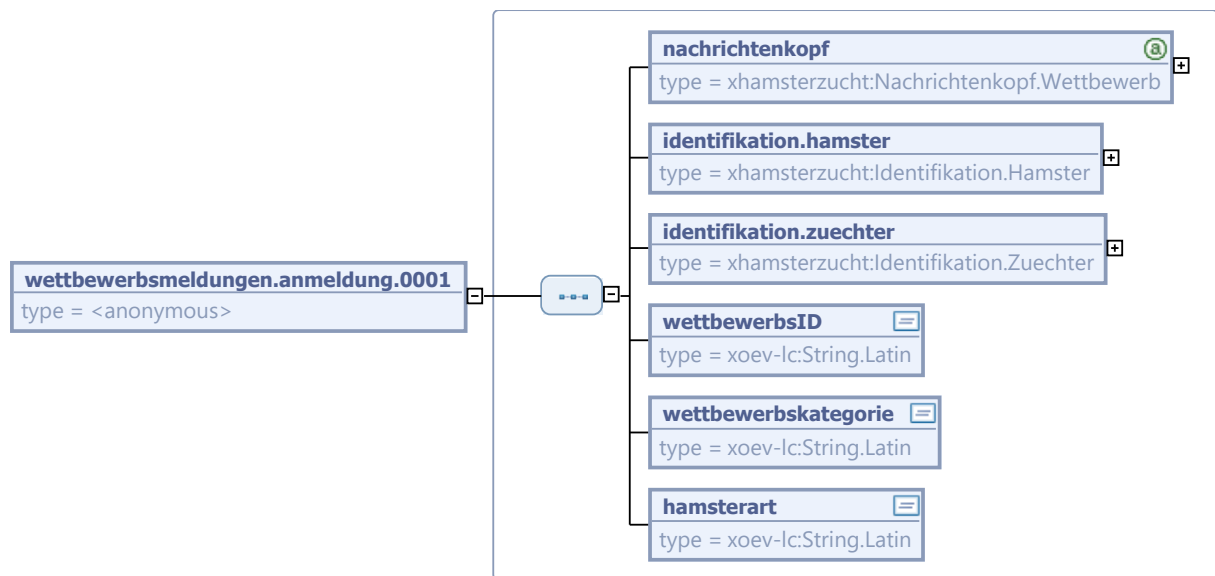 nachrichtenkopf
type = xhamsterzucht:Nachrichtenkopf.Wettbewerb
identifikation.hamster
type = xhamsterzucht:Identifikation.Hamster
identifikation.zuechter
type = xhamsterzucht:Identifikation.Zuechter
wettbewerbsmeldungen.anmeldung.0001
type = <anonymous>
wettbewerbsID
type = xoev-lc:String.Latin
wettbewerbskategorie
type = xoev-lc:String.Latin
hamsterart
type = xoev-lc:String.Latin